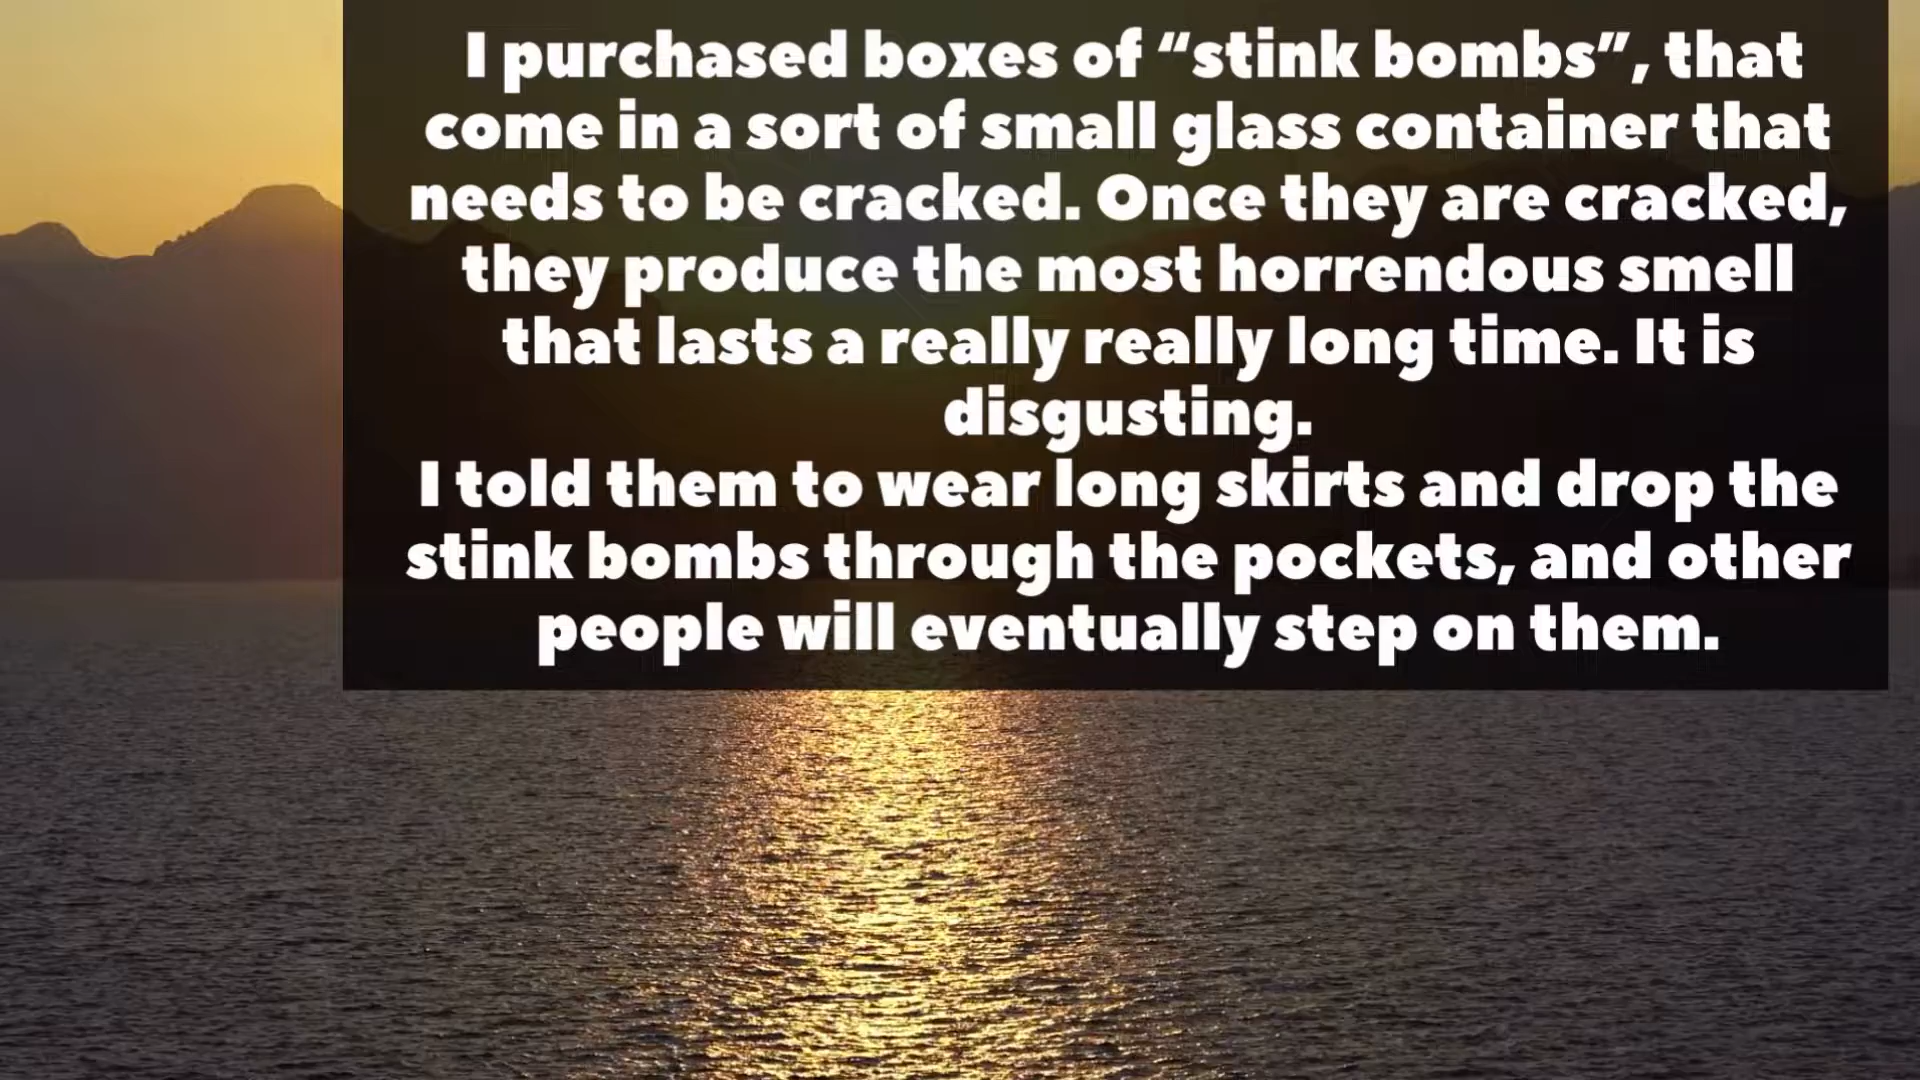 I purchased boxes of “stink bombs”, that
come in a sort of small glass container that
needs to be cracked. Once they are cracked,
they produce the most horrendous smell
that lasts a really really long time. It is
disgusting.
I told them to wear long skirts and drop the
stink bombs through the pockets, and other
people will eventually step on them.